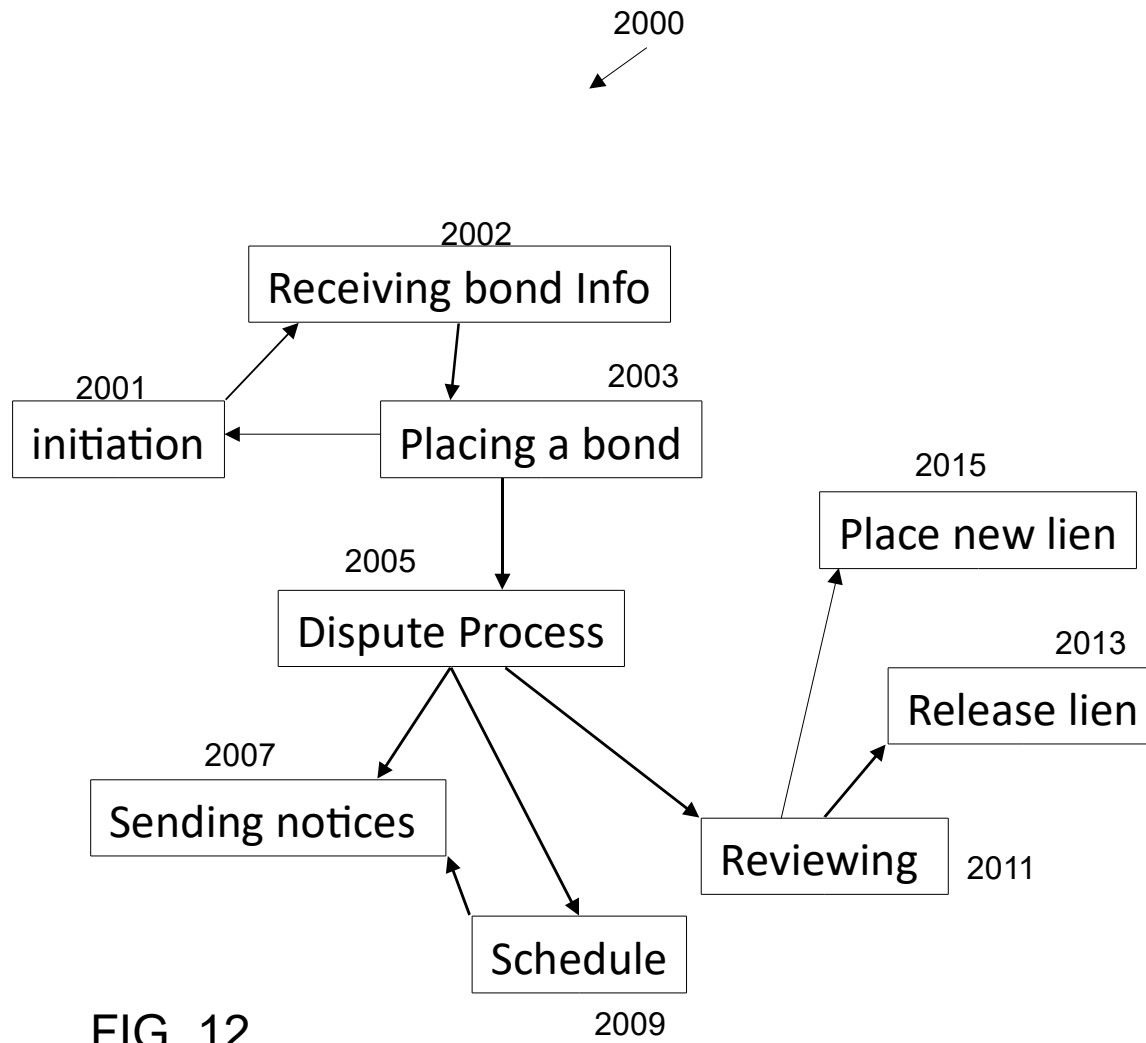 2000
2002
Receiving bond Info
2001
2003
initiation
Placing a bond
2015
Place new lien
2005
Dispute Process
2013
Release lien
2007
Sending notices
Reviewing
2011
Schedule
2009
FIG. 12